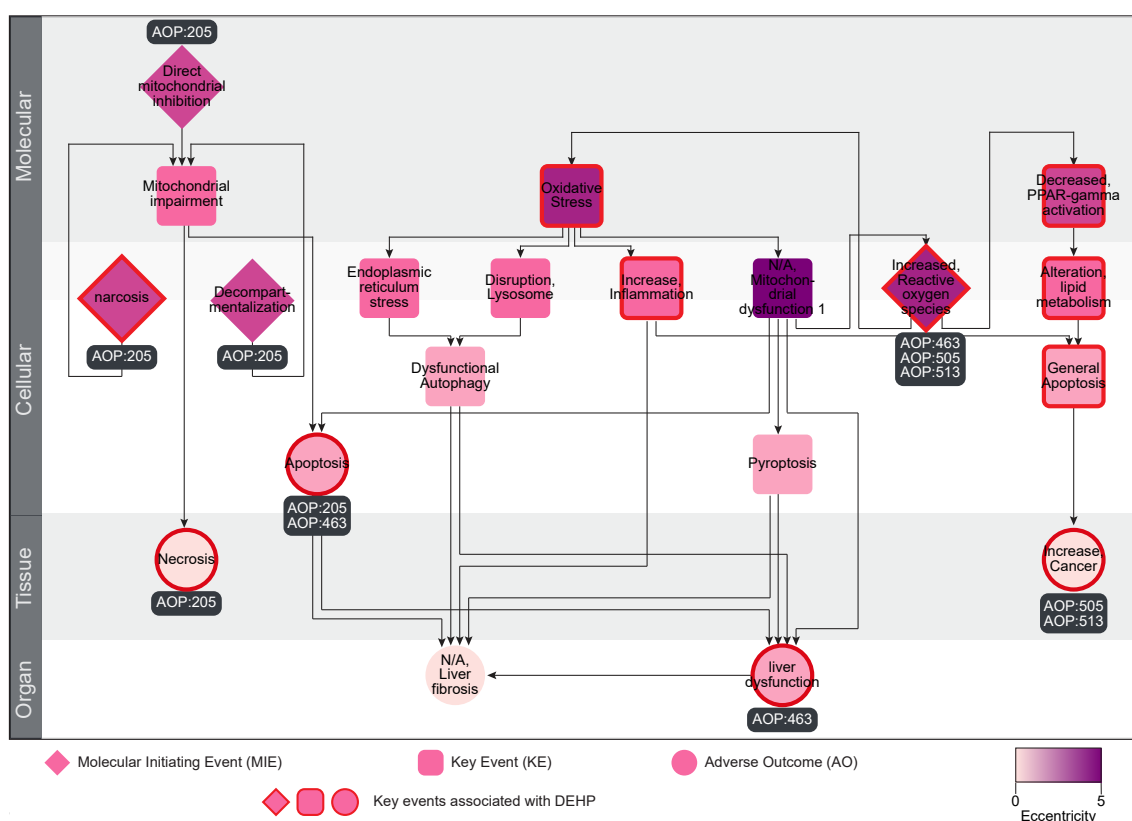 Molecular
Cellular
Tissue
Organ
AOP:205
Direct
mitochondrial
inhibition
Mitochondrial
impairment
Oxidative
Stress
Decreased,
PPAR-gamma
activation
narcosis
AOP:205
Decompart-
mentalization
AOP:205
Endoplasmic
reticulum
stress
Disruption,
Lysosome
Increase,
Inflammation
N/A,
Mitochon-
drial
dysfunction 1
Increased,
Reactive
oxygen
species
AOP:463
AOP:505
AOP:513
Alteration,
lipid
metabolism
Dysfunctional
Autophagy
General
Apoptosis
Apoptosis
AOP:205
AOP:463
Pyroptosis
Necrosis
AOP:205
Increase,
Cancer
AOP:505
AOP:513
N/A,
Liver
fibrosis
liver
dysfunction
AOP:463
Molecular Initiating Event (MIE)
Key Event (KE)
Adverse Outcome (AO)
Key events associated with DEHP
0
5
Eccentricity